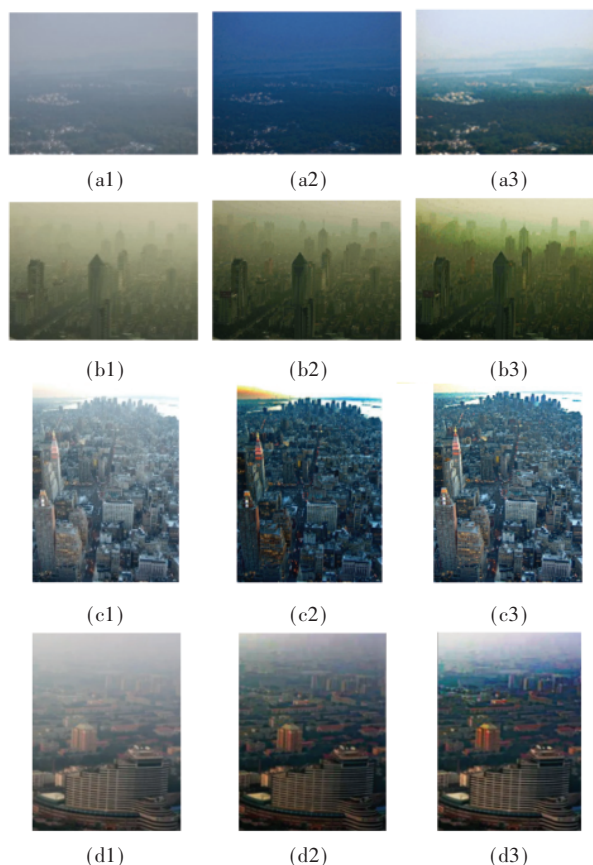 (a1) (a2) (a3)
(b1) (b2) (b3)
(c1) (c2) (c3)
(d1) (d2) (d3)